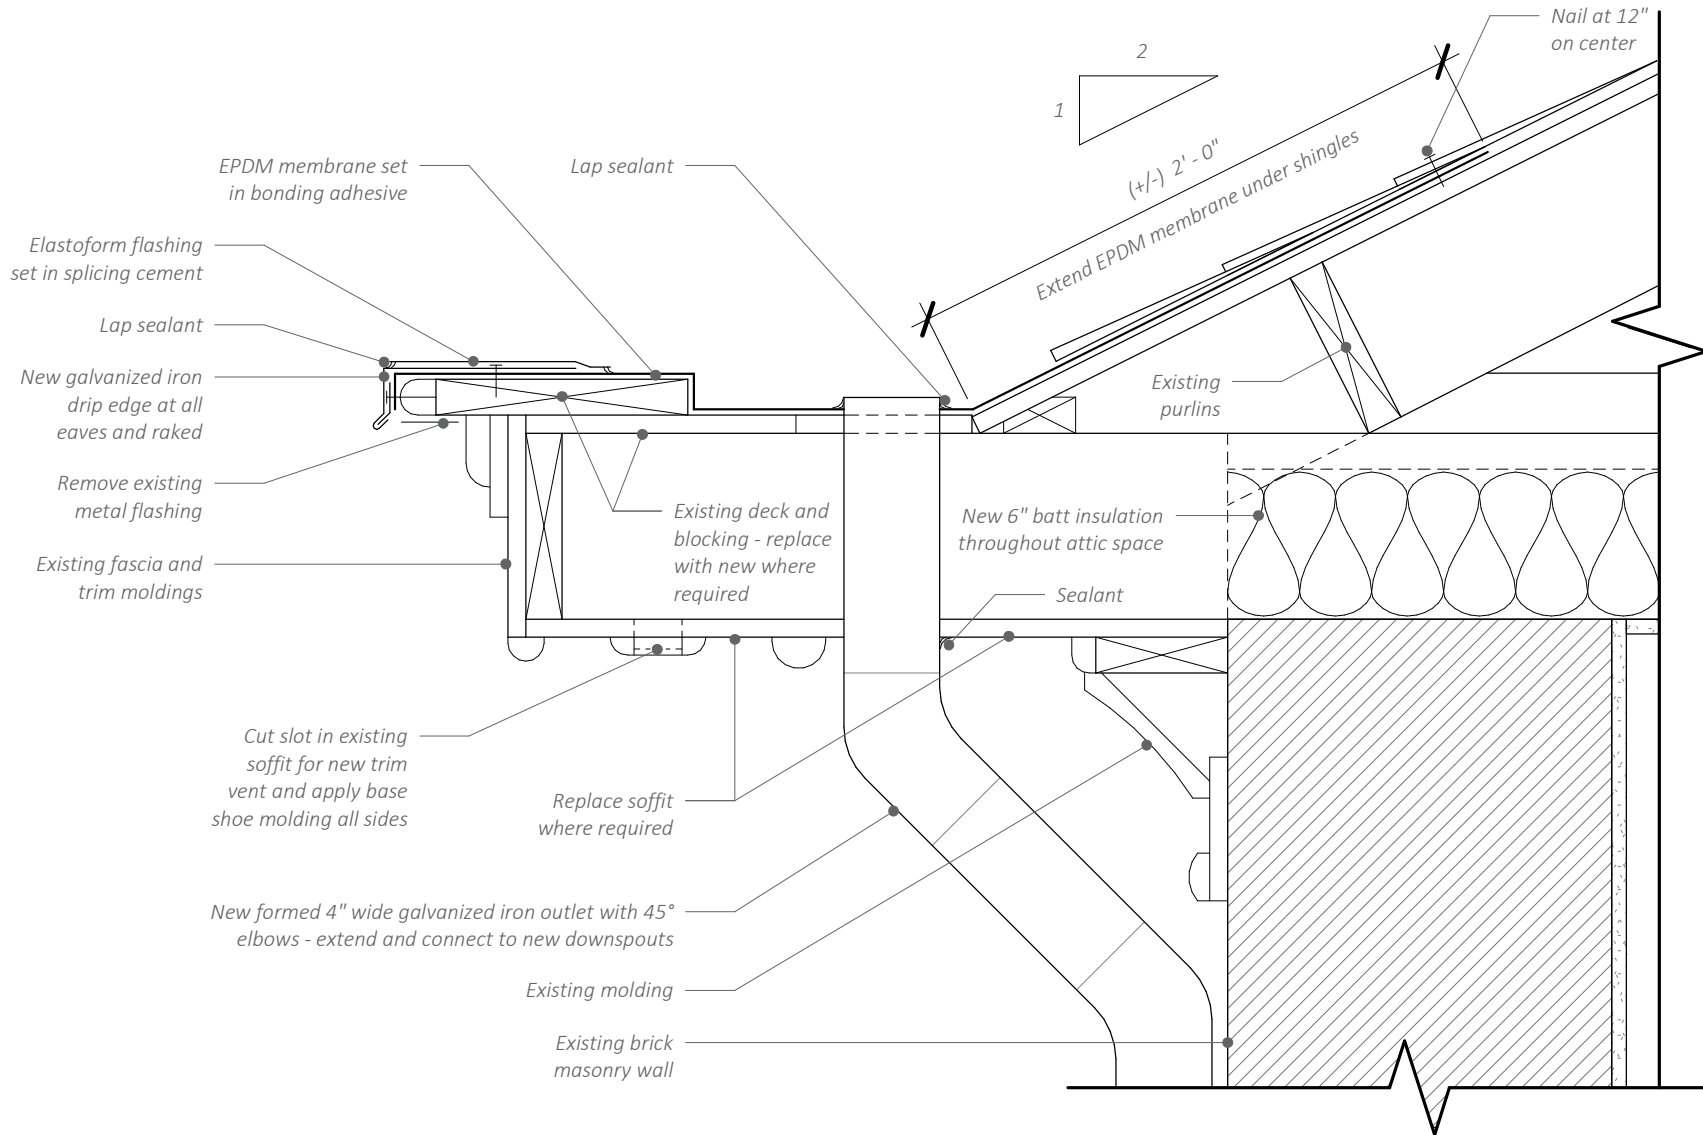 Nail at 12"
on center
2
1
(+/-) 2' - 0"
Extend EPDM membrane under shingles
EPDM membrane set
in bonding adhesive
Lap sealant
Elastoform flashing
set in splicing cement
Lap sealant
New galvanized iron
drip edge at all
eaves and raked
Remove existing
metal flashing
Existing fascia and
trim moldings
Existing
purlins
Existing deck and
blocking - replace
with new where
required
New 6" batt insulation
throughout attic space
Sealant
Cut slot in existing
soffit for new trim
vent and apply base
shoe molding all sides
Replace soffit
where required
New formed 4" wide galvanized iron outlet with 45°
elbows - extend and connect to new downspouts
Existing molding
Existing brick
masonry wall